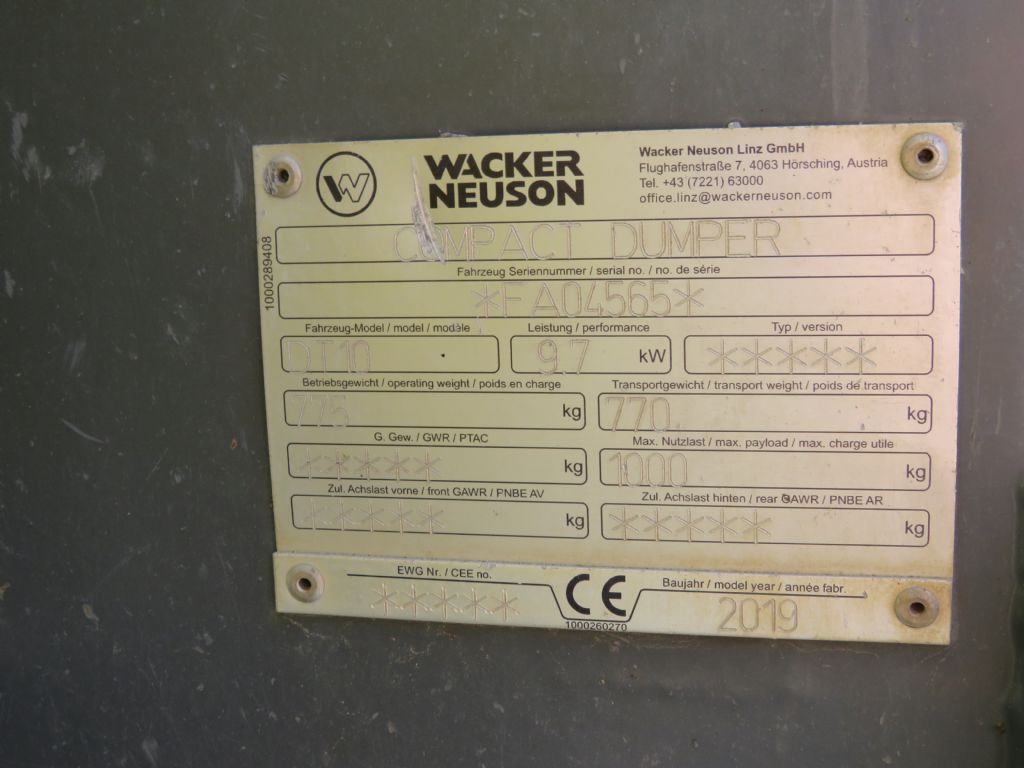 WACKER
NEUSON
Wacker Neuson Linz GmbH
Flughafenstraße 7, 4063 Hörsching, Austria
Tel. +43 (7221) 63000
office.linz@wackerneuson.com
1000289408
COMPACT DUMPER
Fahrzeug Seriennummer / serial no. / no. de série
*FA04565*
Fahrzeug-Model / model / modèle
DT10
Leistung / performance
9.7 kW
Typ / version
*****
Betriebsgewicht / operating weight / poids en charge
775 kg
Transportgewicht / transport weight / poids de transport
770 kg
G. Gew. / GWR / PTAC
***** kg
Max. Nutzlast / max. payload / max. charge utile
1000 kg
Zul. Achslast vorne / front GAWR / PNBE AV
***** kg
Zul. Achslast hinten / rear GAWR / PNBE AR
***** kg
EWG Nr. / CEE no.
*****
CE
1000260270
Baujahr / model year / année fabr.
2019